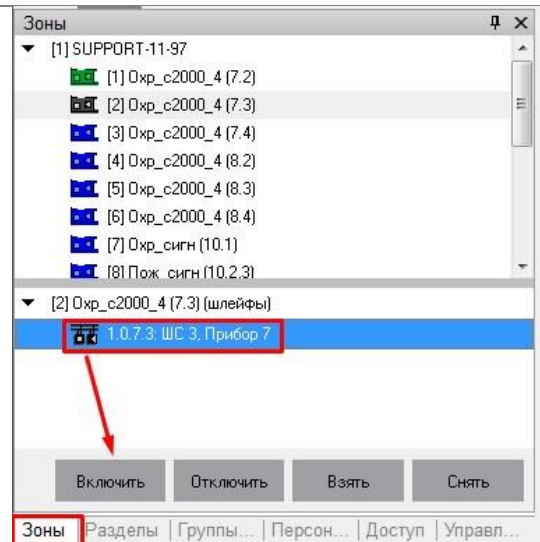 Зоны
[1] SUPPORT-11-97
[1] Охр_с2000_4 (7.2)
[2] Охр_с2000_4 (7.3)
[3] Охр_с2000_4 (7.4)
[4] Охр_с2000_4 (8.2)
[5] Охр_с2000_4 (8.3)
[6] Охр_с2000_4 (8.4)
[7] Охр_сигн (10.1)
[8] Пож_сигн (10.2.3)
[2] Охр_с2000_4 (7.3) (шлейфы)
1.0.7.3: ШС 3, Прибор 7
Включить Отключить Взять Снять
Зоны Разделы Группы... Персон... Доступ Управл...